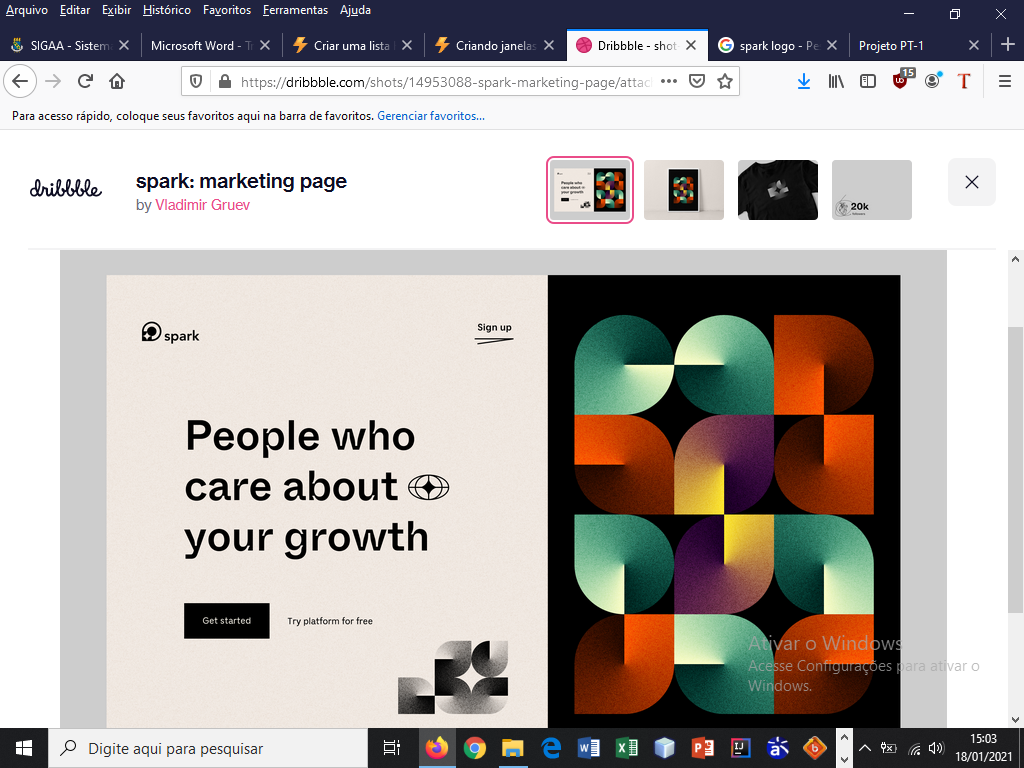 Arquivo Editar Exibir Histórico Favoritos Ferramentas Ajuda
SIGAA - Sistem
Microsoft Word - T
Criar uma lista
Criando janelas
Dribbble - shot
spark logo - Pe
Projeto PT-1
https://dribbble.com/shots/14953088-spark-marketing-page/attac
15
Para acesso rápido, coloque seus favoritos aqui na barra de favoritos. Gerenciar favoritos...
dribbble
spark: marketing page
by Vladimir Gruev
People who
care about
your growth
20k
spark
Sign up
People who
care about
your growth
Get started
Try platform for free
Ativar o Windows
Acesse Configurações para ativar o
Windows.
Digite aqui para pesquisar
15:03
18/01/2021